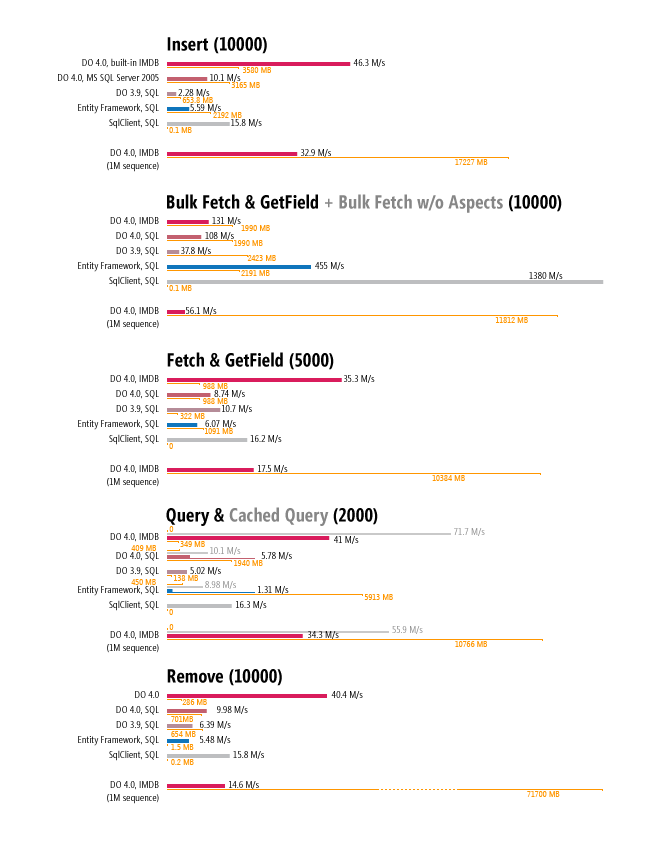 Insert (10000)
DO 4.0, built-in IMDB 46.3 M/s
3580 MB
DO 4.0, MS SQL Server 2005 10.1 M/s
3165 MB
DO 3.9, SQL 2.28 M/s
653.8 MB
Entity Framework, SQL 5.59 M/s
2192 MB
SqlClient, SQL 15.8 M/s
0.1 MB
DO 4.0, IMDB 32.9 M/s
(1M sequence) 17227 MB
Bulk Fetch & GetField + Bulk Fetch w/o Aspects (10000)
DO 4.0, IMDB 131 M/s
1990 MB
DO 4.0, SQL 108 M/s
1990 MB
DO 3.9, SQL 37.8 M/s
2423 MB
Entity Framework, SQL 455 M/s
2191 MB
SqlClient, SQL 1380 M/s
0.1 MB
DO 4.0, IMDB 56.1 M/s
(1M sequence) 11812 MB
Fetch & GetField (5000)
DO 4.0, IMDB 35.3 M/s
988 MB
DO 4.0, SQL 8.74 M/s
988 MB
DO 3.9, SQL 10.7 M/s
322 MB
Entity Framework, SQL 6.07 M/s
1091 MB
SqlClient, SQL 16.2 M/s
0
DO 4.0, IMDB 17.5 M/s
(1M sequence) 10384 MB
Query & Cached Query (2000)
0
71.7 M/s
DO 4.0, IMDB 41 M/s
409 MB 349 MB
10.1 M/s
DO 4.0, SQL 5.78 M/s
1940 MB
DO 3.9, SQL 5.02 M/s
450 MB 138 MB
8.98 M/s
Entity Framework, SQL 1.31 M/s
5913 MB
SqlClient, SQL 16.3 M/s
0
0
55.9 M/s
DO 4.0, IMDB 34.3 M/s
(1M sequence) 10766 MB
Remove (10000)
DO 4.0 40.4 M/s
286 MB
DO 4.0, SQL 9.98 M/s
701MB
DO 3.9, SQL 6.39 M/s
654 MB
Entity Framework, SQL 5.48 M/s
1.5 MB
SqlClient, SQL 15.8 M/s
0.2 MB
DO 4.0, IMDB 14.6 M/s
(1M sequence) 71700 MB